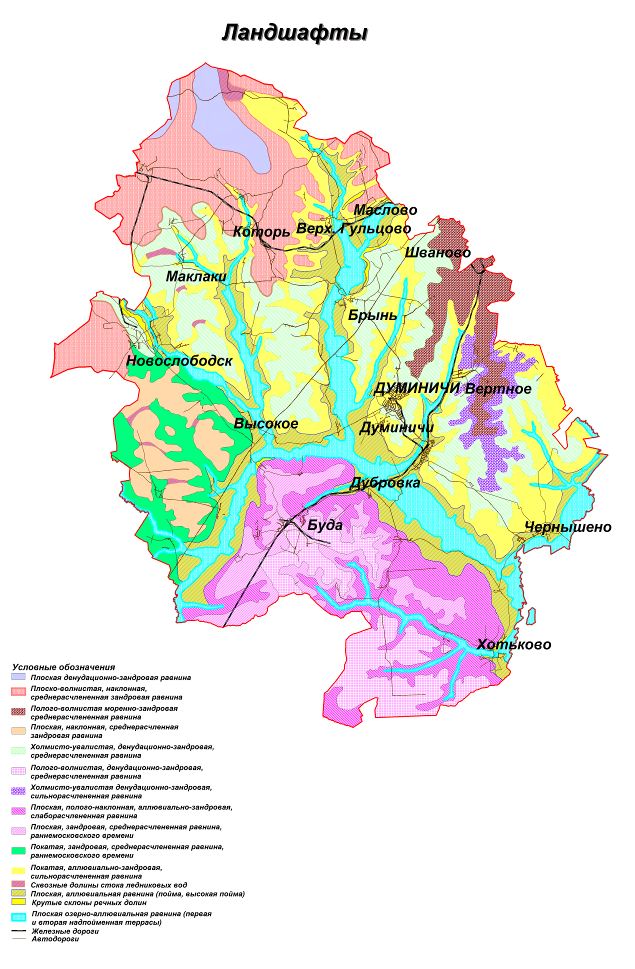 Ландшафты
Маслово
Которь
Верх. Гульцово
Шваново
Маклаки
Брынь
Новослободск
ДУМИНИЧИ
Вертное
Высокое
Думиничи
Дубровка
Буда
Чернышено
Хотьково
Условные обозначения
Плоская денудационно-зандровая равнина
Плоско-волнистая, наклонная,
среднерасчлененная зандровая равнина
Полого-волнистая моренно-зандровая
среднерасчлененная равнина
Плоская, наклонная, среднерасчлененная
зандровая равнина
Холмисто-увалистая, денудационно-зандровая,
среднерасчлененная равнина
Полого-волнистая, денудационно-зандровая,
среднерасчлененная равнина
Холмисто-увалистая денудационно-зандровая,
сильнорасчлененная равнина
Плоская, полого-наклонная, аллювиально-зандровая,
слаборасчлененная равнина
Плоская, зандровая, среднерасчлененная равнина,
раннемосковского времени
Покатая, зандровая, среднерасчлененная равнина,
раннемосковского времени
Покатая, аллювиально-зандровая,
сильнорасчлененная равнина
Сквозные долины стока ледниковых вод
Плоская, аллювиальная равнина (пойма, высокая пойма)
Крутые склоны речных долин
Плоская озерно-аллювиальная равнина (первая
и вторая надпойменная террасы)
Железные дороги
Автодороги